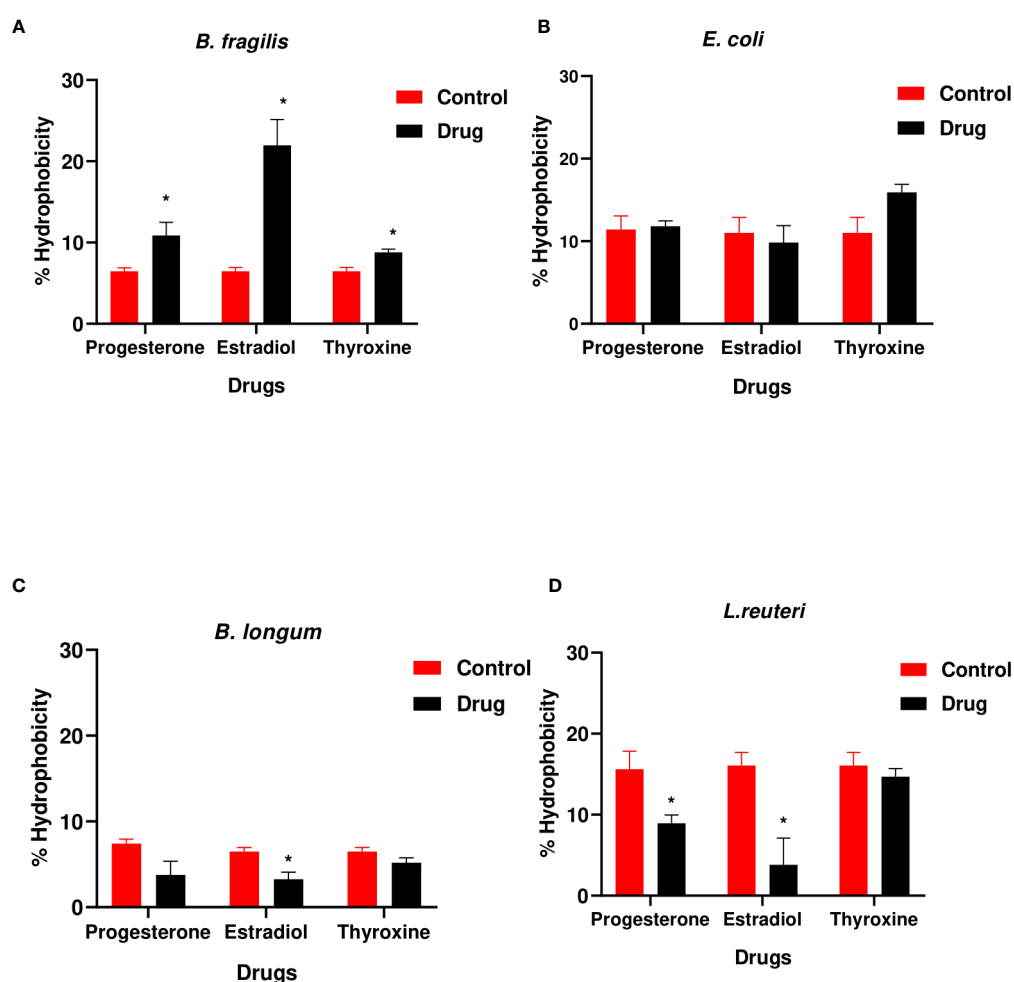 A
B. fragilis
% Hydrophobicity
30
20
10
0
Control
Drug
*
*
*
Progesterone Estradiol Thyroxine
Drugs
B
E. coli
% Hydrophobicity
30
20
10
0
Control
Drug
Progesterone Estradiol Thyroxine
Drugs
C
B. longum
% Hydrophobicity
30
20
10
0
Control
Drug
*
Progesterone Estradiol Thyroxine
Drugs
D
L.reuteri
% Hydrophobicity
30
20
10
0
Control
Drug
*
*
Progesterone Estradiol Thyroxine
Drugs